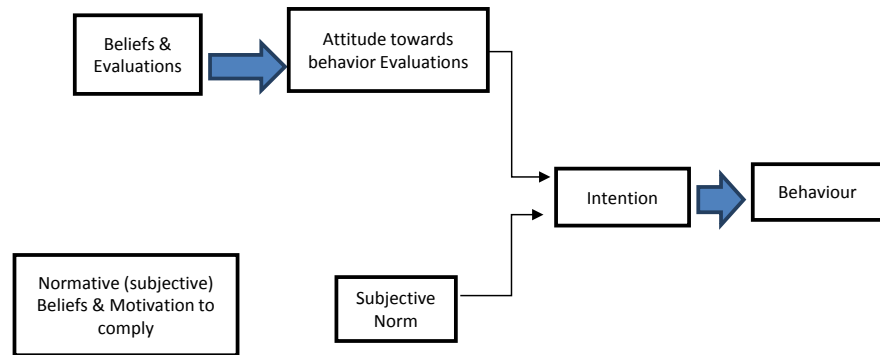 Beliefs &
Evaluations
Attitude towards
behavior Evaluations
Intention
Behaviour
Normative (subjective)
Beliefs & Motivation to
comply
Subjective
Norm